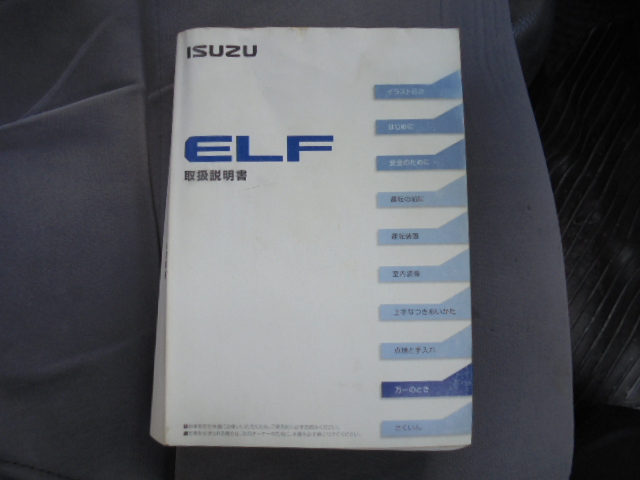 ISUZU
ELF
取扱説明書
イラスト目次
はじめに
安全のために
運転の前に
運転装置
室内装備
上手なつきあいかた
点検と手入れ
万一のとき
さくいん